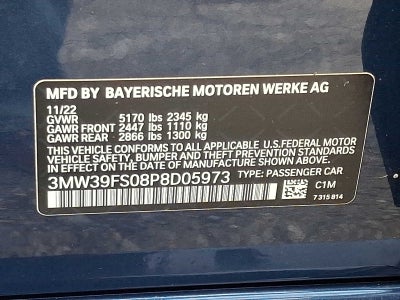 MFD BY BAYERISCHE MOTOREN WERKE AG
11/22
GVWR 5170 lbs 2345 kg
GAWR FRONT 2447 lbs 1110 kg
GAWR REAR 2866 lbs 1300 kg
THIS VEHICLE CONFORMS TO ALL APPLICABLE U.S.FEDERAL MOTOR
VEHICLE SAFETY, BUMPER, AND THEFT PREVENTION STANDARDS
IN EFFECT ON THE DATE OF MANUFACTURE SHOWN ABOVE.
3MW39FS08P8D05973 TYPE: PASSENGER CAR
C1M
7 315 814